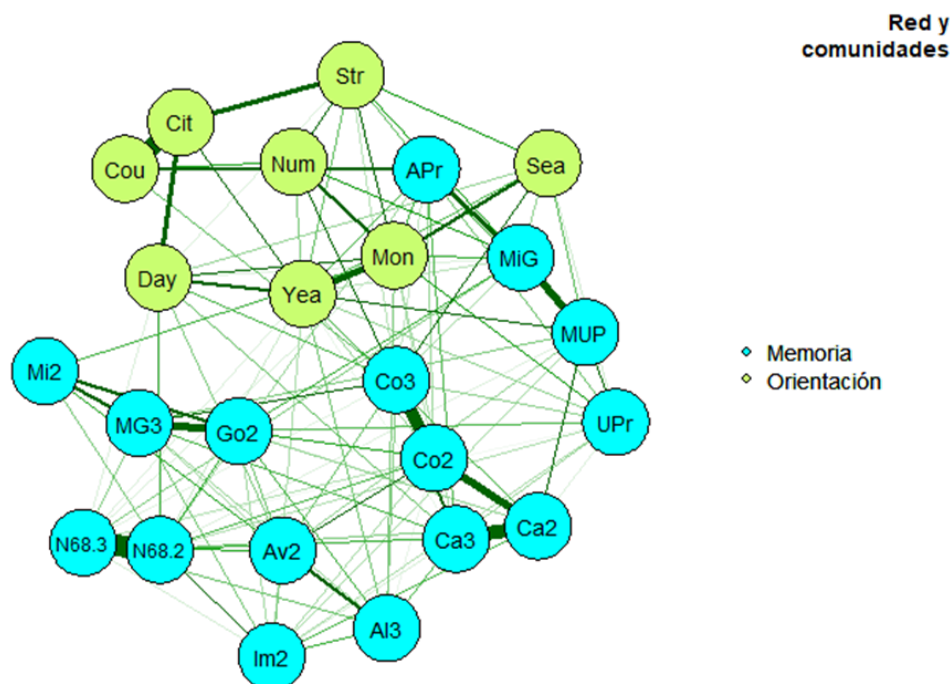 Red y
comunidades
Str
Cit
Num
APr
Sea
Cou
Mon
MiG
Day
Yea
MUP
Mi2
Co3
MG3
Go2
UPr
Co2
N68.3
N68.2
Av2
Ca3
Ca2
Al3
Im2
Memoria
Orientación